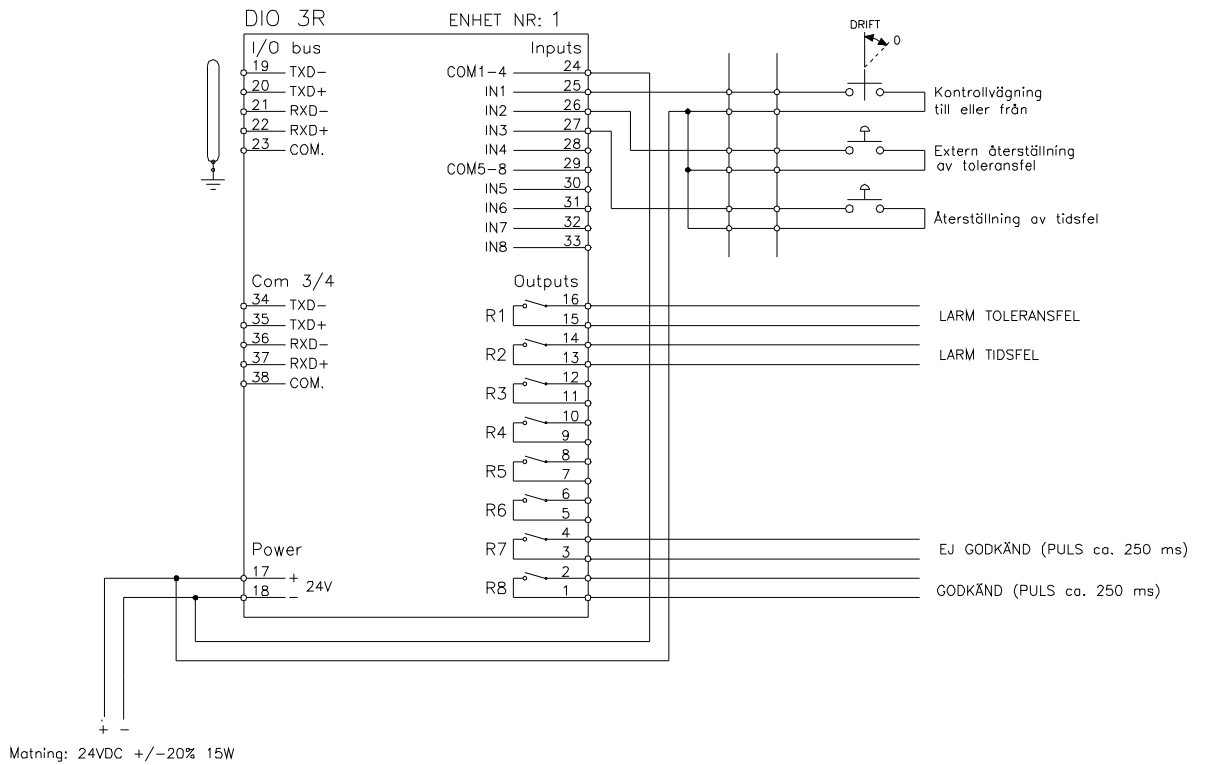 DIO 3R
ENHET NR: 1
I/O bus
19 TXD-
20 TXD+
21 RXD-
22 RXD+
23 COM.
Inputs
COM1-4 24
IN1 25
IN2 26
IN3 27
IN4 28
COM5-8 29
IN5 30
IN6 31
IN7 32
IN8 33
DRIFT
0
Kontrollvägning
till eller från
Extern återställning
av toleransfel
Återställning av tidsfel
Com 3/4
34 TXD-
35 TXD+
36 RXD-
37 RXD+
38 COM.
Outputs
R1 16
15
LARM TOLERANSFEL
R2 14
13
LARM TIDSFEL
R3 12
11
R4 10
9
R5 8
7
R6 6
5
R7 4
3
EJ GODKÄND (PULS ca. 250 ms)
R8 2
1
GODKÄND (PULS ca. 250 ms)
Power
17 +
24V
18 -
+ -
Matning: 24VDC +/-20% 15W